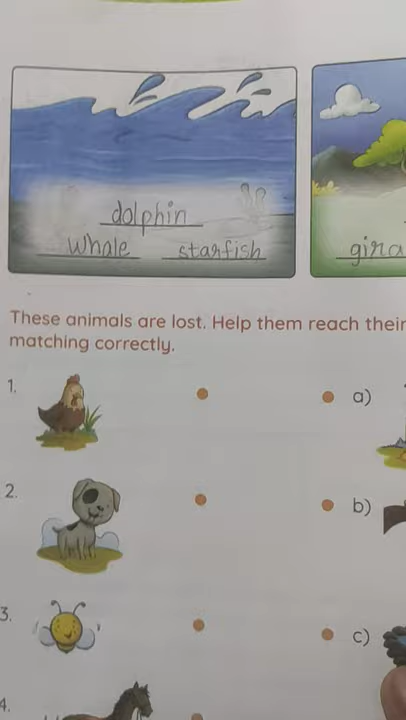 dolphin
whale starfish
gira
These animals are lost. Help them reach their
matching correctly.
1.
a)
2.
b)
3.
c)
4.